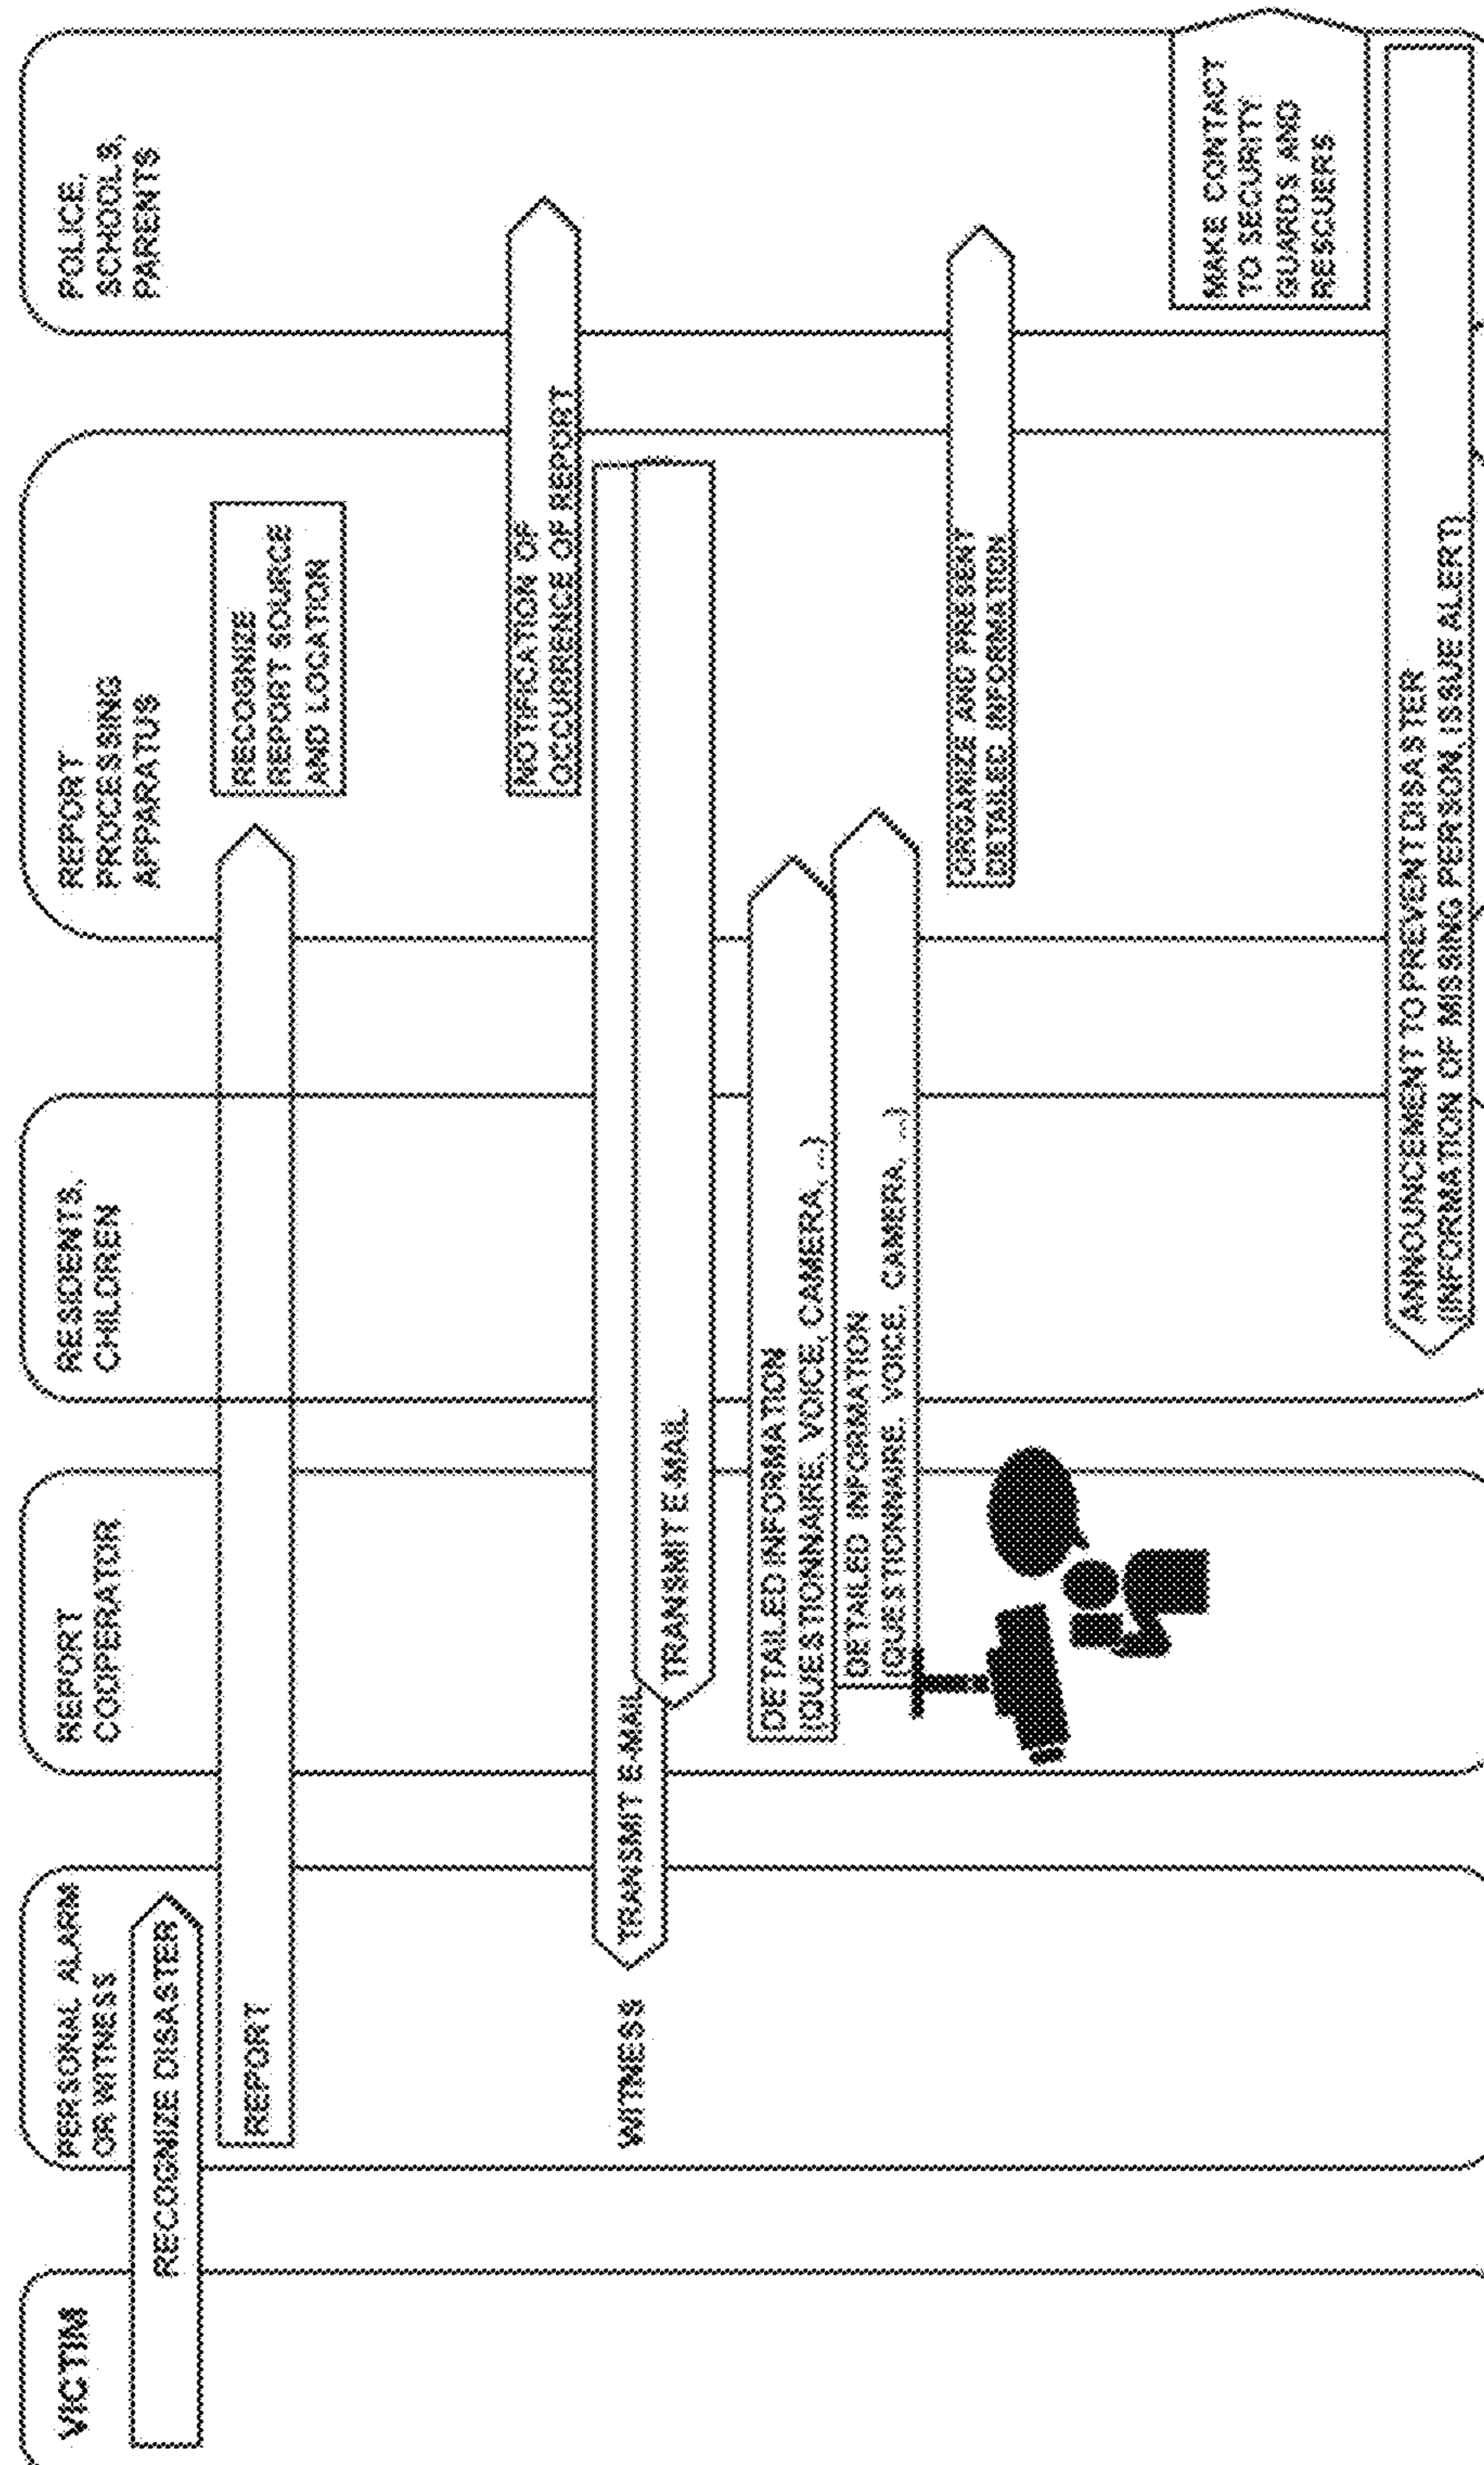 VICTIM
PERSONAL ALARM
OR WITNESS
REPORT
COOPERATOR
RESIDENTS,
CHILDREN
REPORT
PROCESSING
APPARATUS
POLICE,
SCHOOLS,
PARENTS
RECOGNIZE DISASTER
REPORT
RECOGNIZE
REPORT SOURCE
AND LOCATION
NOTIFICATION OF
OCCURRENCE OF REPORT
WITNESS
TRANSMIT E-MAIL
TRANSMIT E-MAIL
DETAILED INFORMATION
(QUESTIONNAIRE, VOICE, CAMERA, ...)
DETAILED INFORMATION
(QUESTIONNAIRE, VOICE, CAMERA, ...)
ORGANIZE AND PRESENT
DETAILED INFORMATION
MAKE CONTACT
TO SECURITY
GUARDS AND
RESCUERS
ANNOUNCEMENT TO PREVENT DISASTER
(INFORMATION OF MISSING PERSON, ISSUE ALERT)